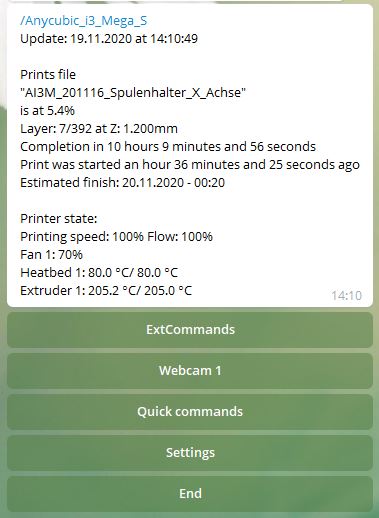 /Anycubic_i3_Mega_S
Update: 19.11.2020 at 14:10:49
Prints file
"AI3M_201116_Spulenhalter_X_Achse"
is at 5.4%
Layer: 7/392 at Z: 1.200mm
Completion in 10 hours 9 minutes and 56 seconds
Print was started an hour 36 minutes and 25 seconds ago
Estimated finish: 20.11.2020 - 00:20
Printer state:
Printing speed: 100% Flow: 100%
Fan 1: 70%
Heatbed 1: 80.0 °C/ 80.0 °C
Extruder 1: 205.2 °C/ 205.0 °C
14:10
ExtCommands
Webcam 1
Quick commands
Settings
End